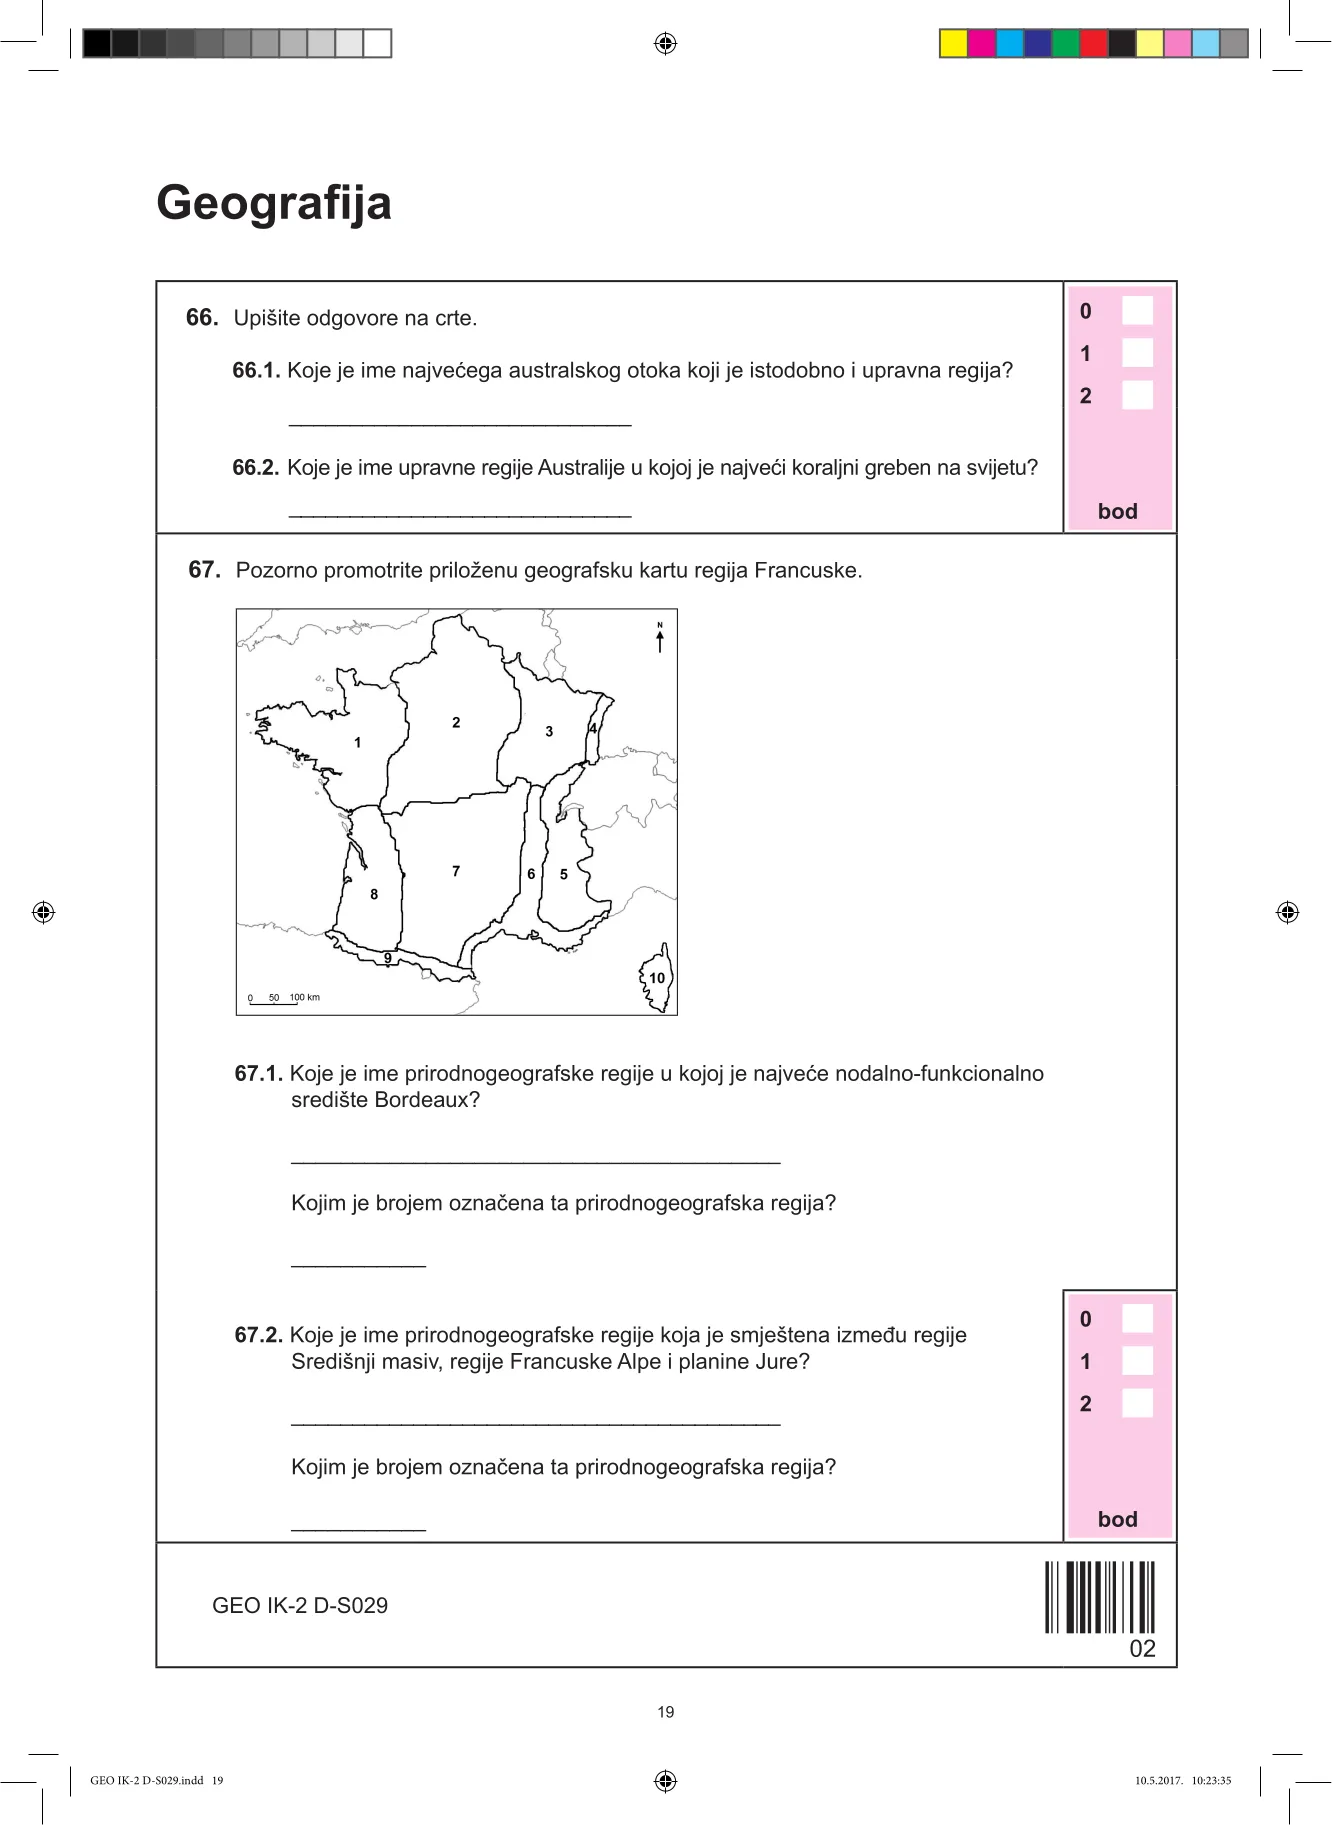 Geografija
66. Upišite odgovore na crte.
0
66.1. Koje je ime najvećega australskog otoka koji je istodobno i upravna regija?
1
2
____________________________
66.2. Koje je ime upravne regije Australije u kojoj je najveći koraljni greben na svijetu?
____________________________
bod
67. Pozorno promotrite priloženu geografsku kartu regija Francuske.
N
2
4
3
1
7
6
5
8
9
10
0 50 100 km
67.1. Koje je ime prirodnogeografske regije u kojoj je najveće nodalno-funkcionalno
središte Bordeaux?
________________________________________
Kojim je brojem označena ta prirodnogeografska regija?
___________
0
67.2. Koje je ime prirodnogeografske regije koja je smještena između regije
Središnji masiv, regije Francuske Alpe i planine Jure?
1
2
________________________________________
Kojim je brojem označena ta prirodnogeografska regija?
___________
bod
GEO IK-2 D-S029
02
19
GEO IK-2 D-S029.indd 19
10.5.2017. 10:23:35